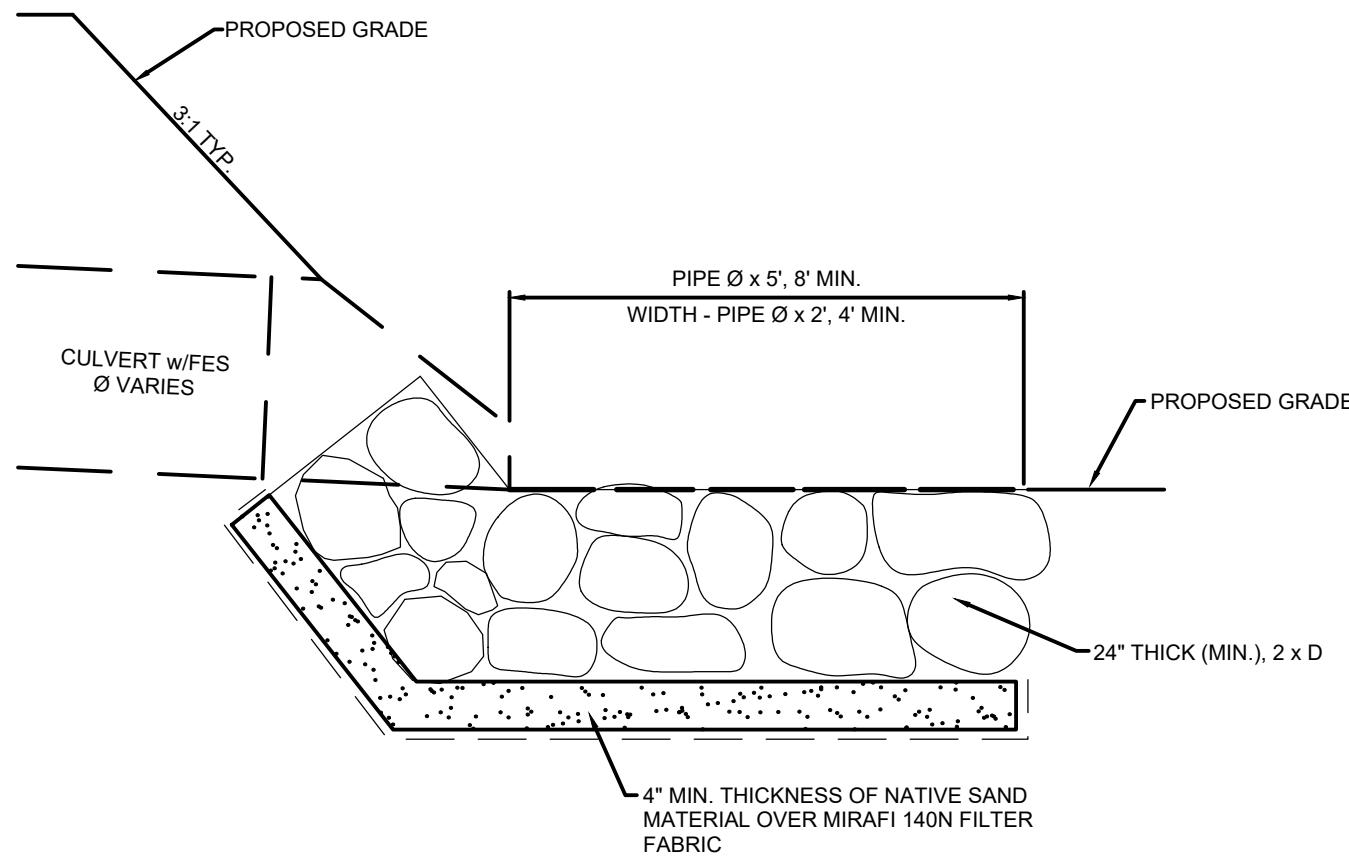 PROPOSED GRADE
3:1 TYP.
PIPE Ø x 5', 8' MIN.
WIDTH - PIPE Ø x 2', 4' MIN.
CULVERT w/FES
Ø VARIES
PROPOSED GRADE
24" THICK (MIN.), 2 x D
4" MIN. THICKNESS OF NATIVE SAND
MATERIAL OVER MIRAFI 140N FILTER
FABRIC